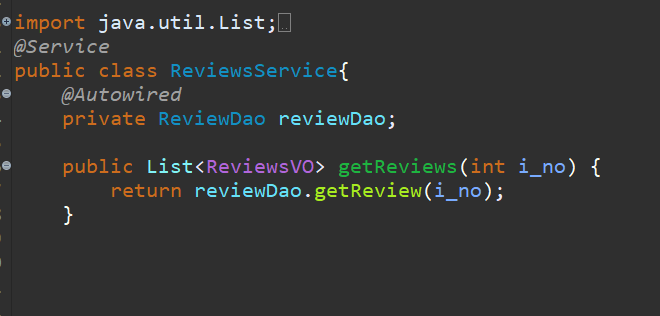 import java.util.List;
@Service
public class ReviewsService{
    @Autowired
    private ReviewDao reviewDao;
    public List<ReviewsVO> getReviews(int i_no) {
        return reviewDao.getReview(i_no);
    }